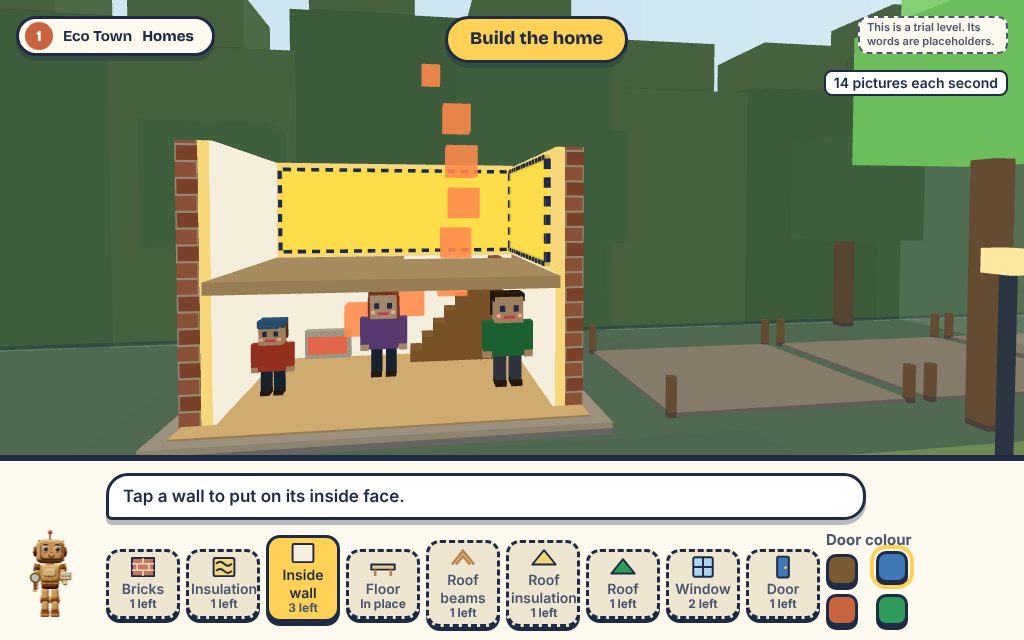 1 Eco Town Homes
Build the home
This is a trial level. Its
words are placeholders.
14 pictures each second
Tap a wall to put on its inside face.
Bricks
1 left
Insulation
1 left
Inside
wall
3 left
Floor
In place
Roof
beams
1 left
Roof
insulation
1 left
Roof
1 left
Window
2 left
Door
1 left
Door colour